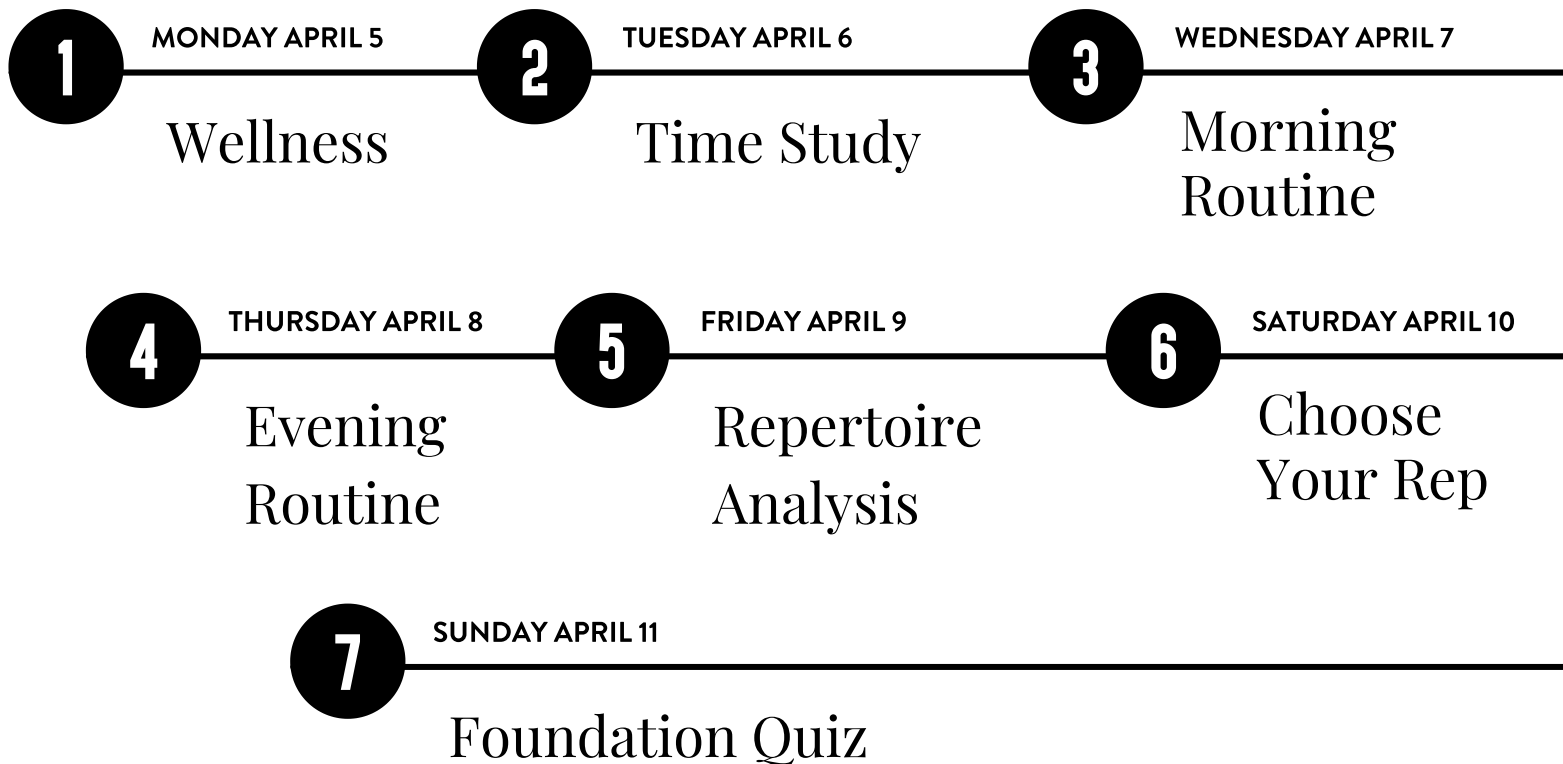 1
MONDAY APRIL 5
Wellness
2
TUESDAY APRIL 6
Time Study
3
WEDNESDAY APRIL 7
Morning
Routine
4
THURSDAY APRIL 8
Evening
Routine
5
FRIDAY APRIL 9
Repertoire
Analysis
6
SATURDAY APRIL 10
Choose
Your Rep
7
SUNDAY APRIL 11
Foundation Quiz